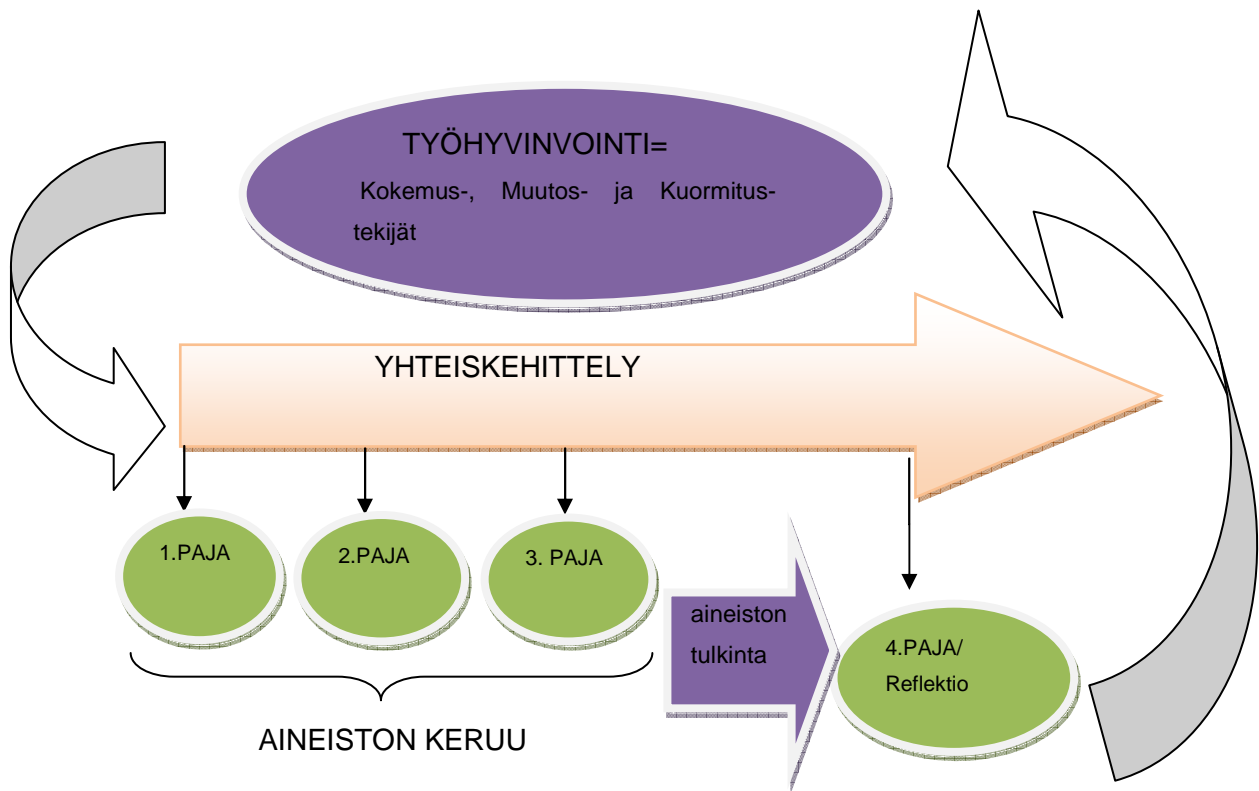 TYÖHYVINVOINTI=
Kokemus-, Muutos- ja Kuormitus-
tekijät
YHTEISKEHITTELY
1.PAJA
2.PAJA
3. PAJA
aineiston
tulkinta
4.PAJA/
Reflektio
AINEISTON KERUU